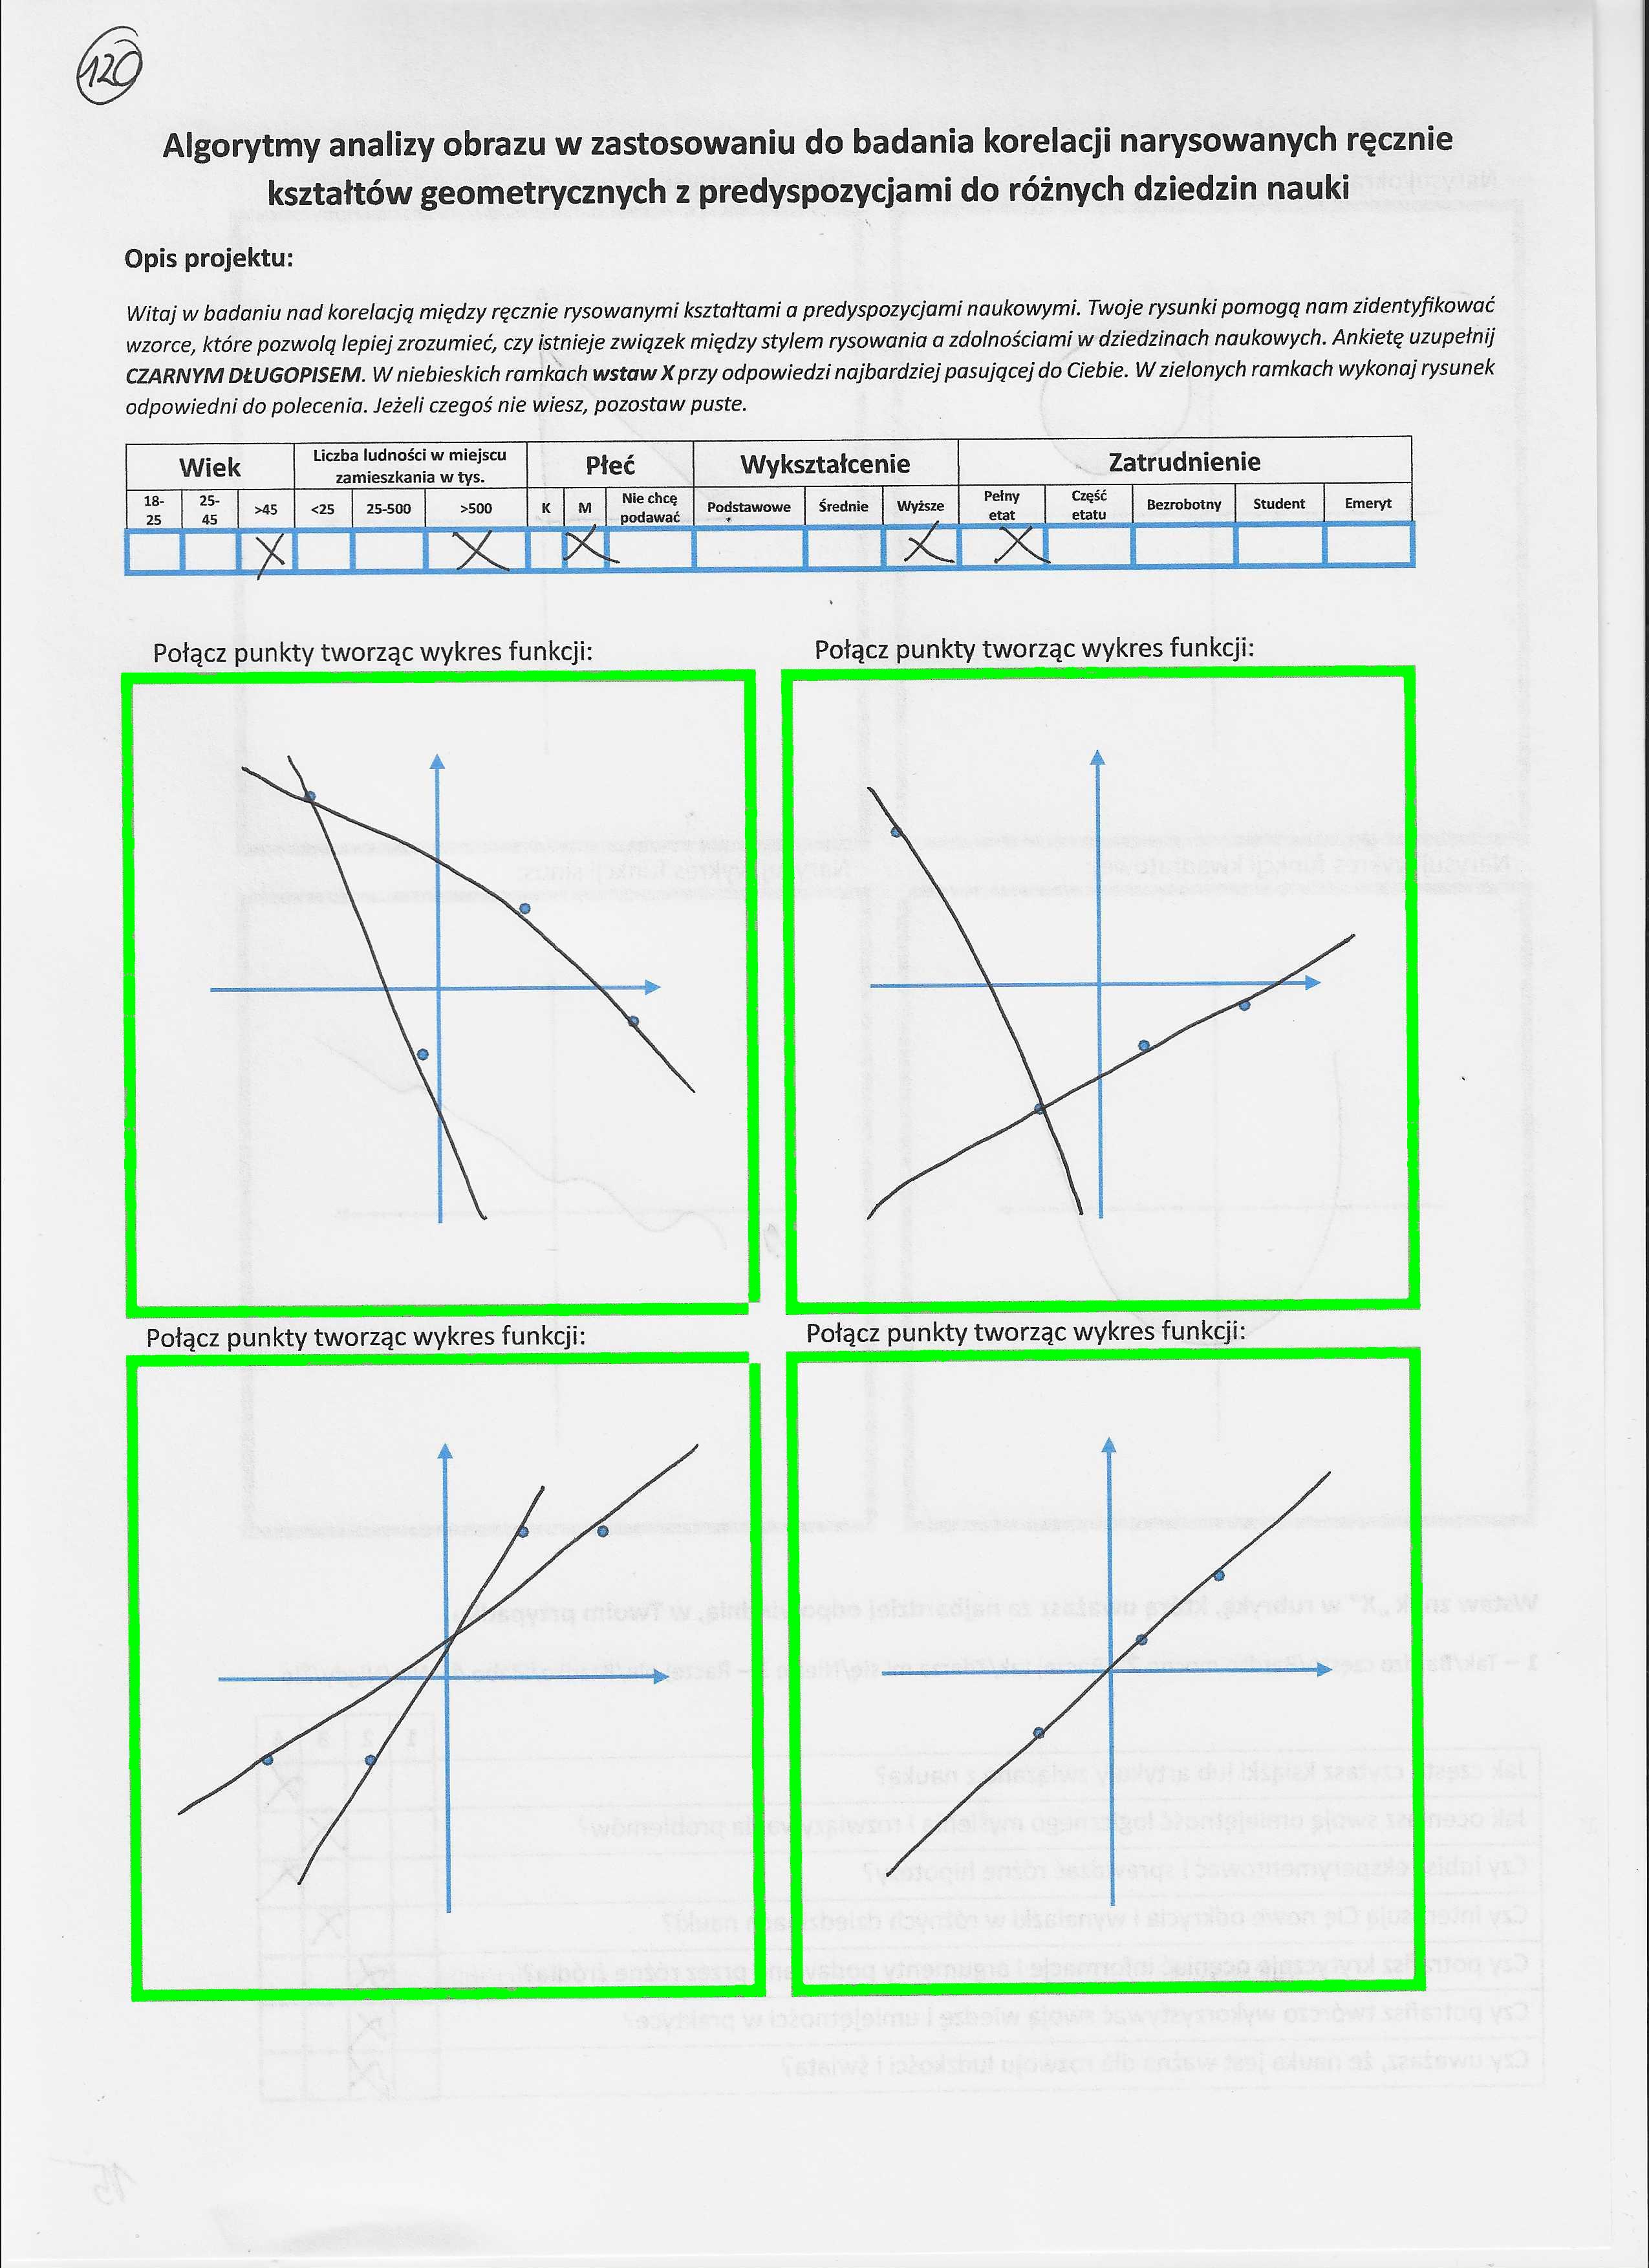 120
Algorytmy analizy obrazu w zastosowaniu do badania korelacji narysowanych ręcznie
kształtów geometrycznych z predyspozycjami do różnych dziedzin nauki
Opis projektu:
Witaj w badaniu nad korelacją między ręcznie rysowanymi kształtami a predyspozycjami naukowymi. Twoje rysunki pomogą nam zidentyfikować
wzorce, które pozwolą lepiej zrozumieć, czy istnieje związek między stylem rysowania a zdolnościami w dziedzinach naukowych. Ankietę uzupełnij
CZARNYM DŁUGOPISEM. W niebieskich ramkach wstaw X przy odpowiedzi najbardziej pasującej do Ciebie. W zielonych ramkach wykonaj rysunek
odpowiedni do polecenia. Jeżeli czegoś nie wiesz, pozostaw puste.
Wiek Liczba ludności w miejscu zamieszkania w tys. Płeć Wykształcenie Zatrudnienie
18-25 25-45 >45 <25 25-500 >500 K M Nie chcę podawać Podstawowe Średnie Wyższe Pełny etat Część etatu Bezrobotny Student Emeryt
X X X X X
Połącz punkty tworząc wykres funkcji: Połącz punkty tworząc wykres funkcji:
Połącz punkty tworząc wykres funkcji: Połącz punkty tworząc wykres funkcji: